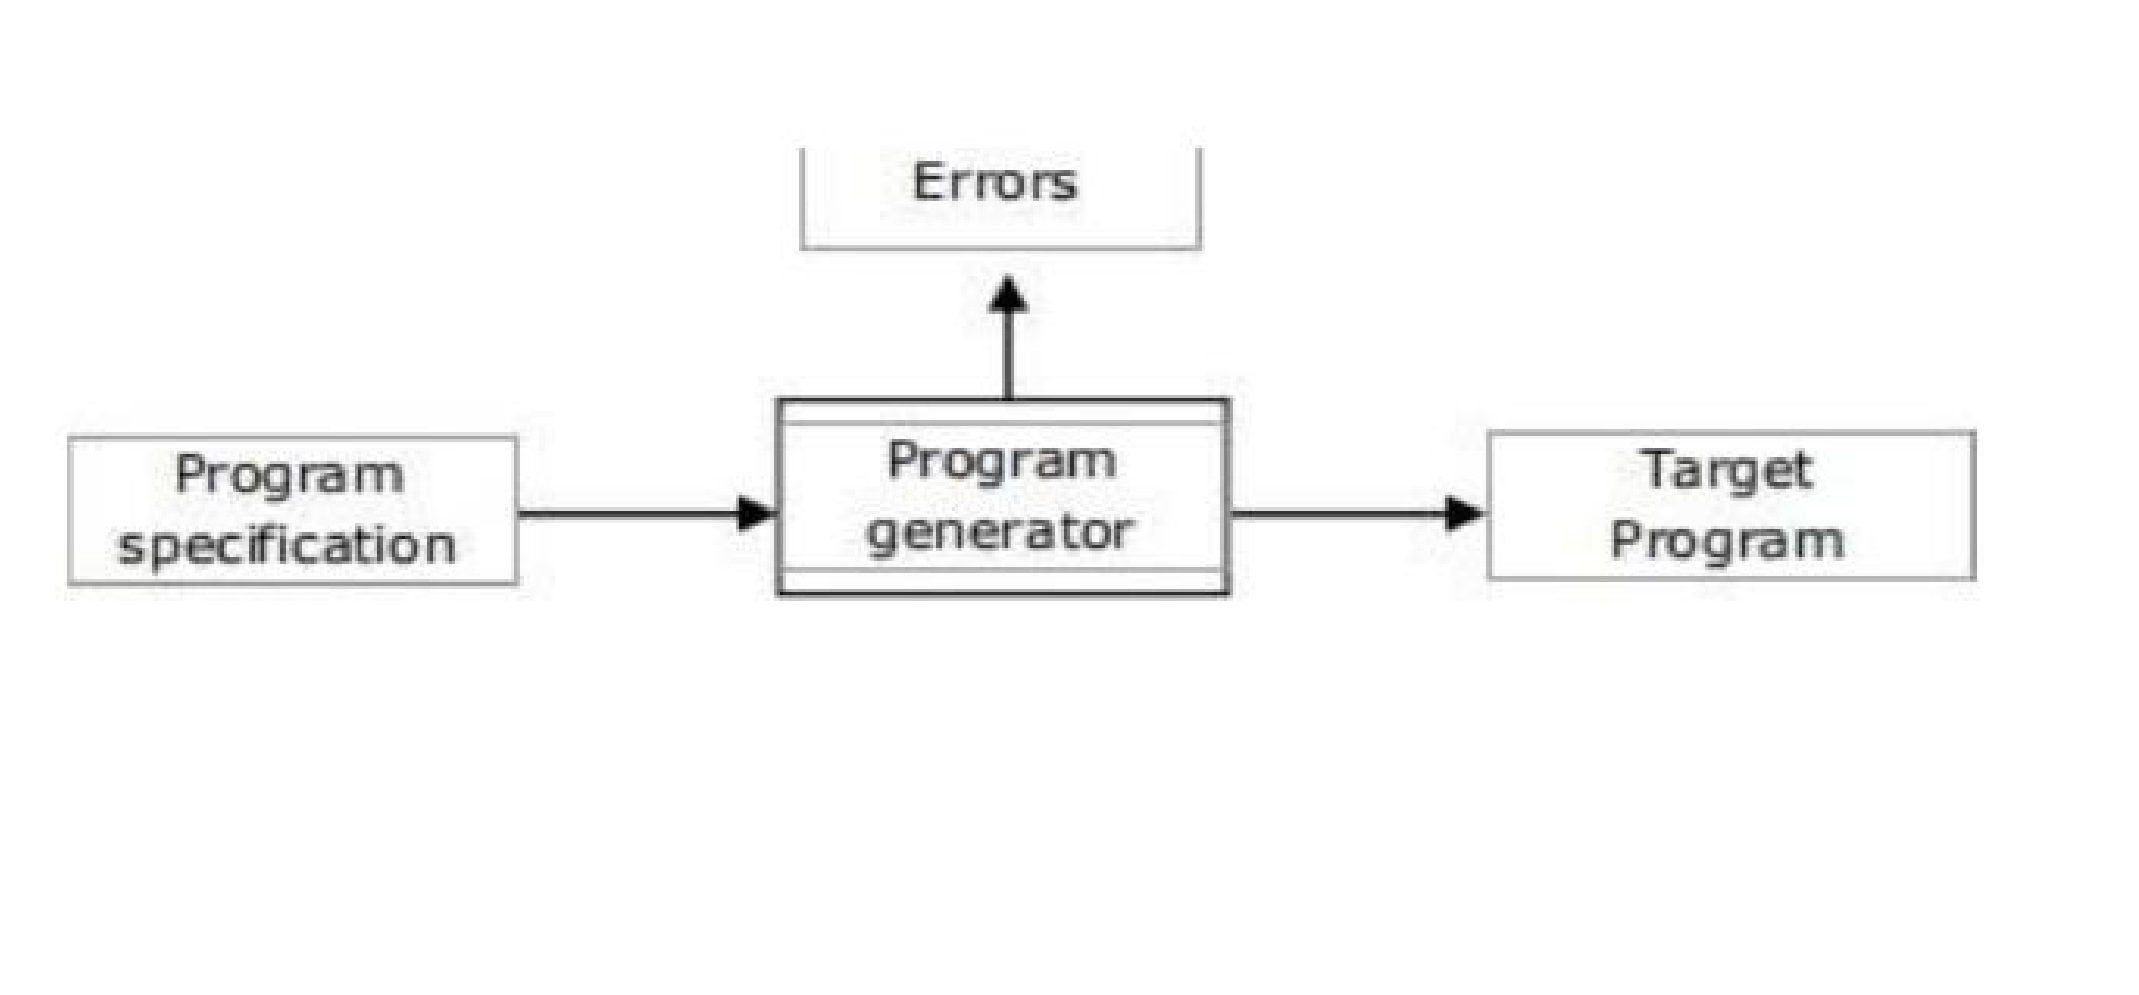 Errors
Program
specification
Program
generator
Target
Program